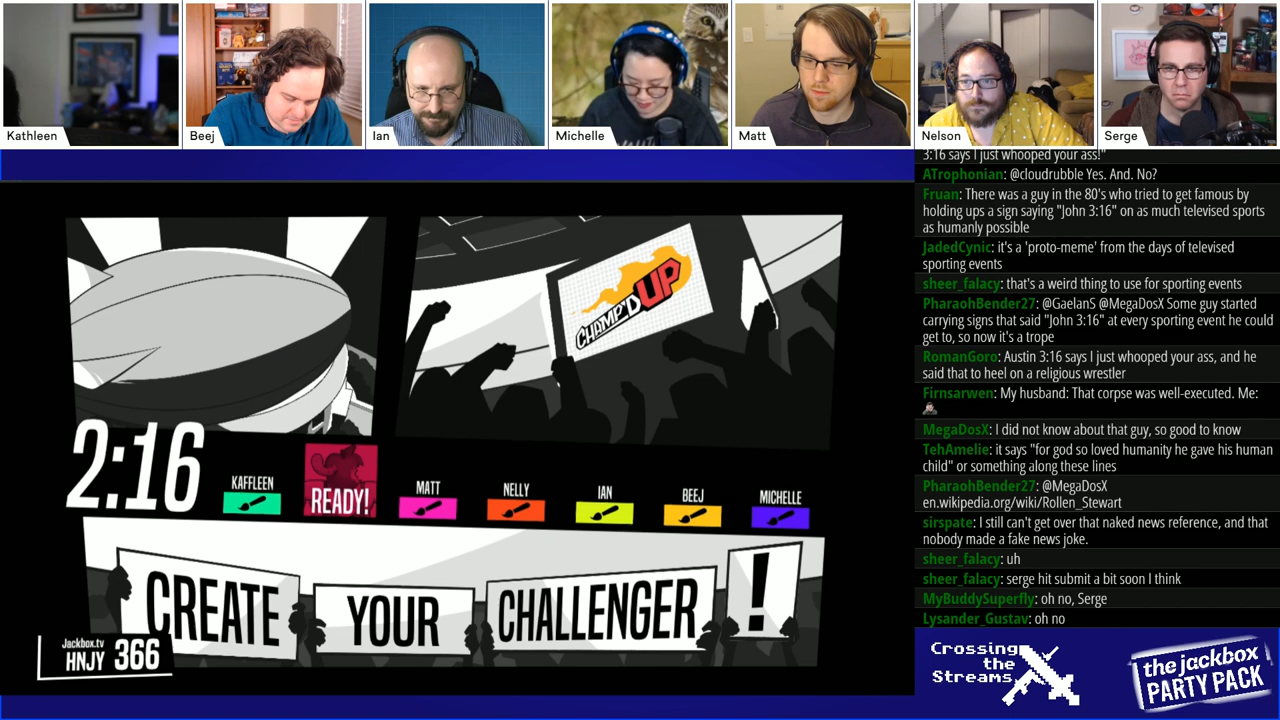 Kathleen
Beej
Ian
Michelle
Matt
Nelson
Serge
3:16 says I just whooped your ass!"
ATrophonian: @cloudrubble Yes. And. No?
Fruan: There was a guy in the 80's who tried to get famous by
holding ups a sign saying "John 3:16" on as much televised sports
as humanly possible
JadedCynic: it's a 'proto-meme' from the days of televised
sporting events
sheer_falacy: that's a weird thing to use for sporting events
PharaohBender27: @GaelanS @MegaDosX Some guy started
carrying signs that said "John 3:16" at every sporting event he could
get to, so now it's a trope
RomanGoro: Austin 3:16 says I just whooped your ass, and he
said that to heel on a religious wrestler
Firnsarwen: My husband: That corpse was well-executed. Me:
MegaDosX: I did not know about that guy, so good to know
TehAmelie: it says "for god so loved humanity he gave his human
child" or something along these lines
PharaohBender27: @MegaDosX
en.wikipedia.org/wiki/Rollen_Stewart
sirspate: I still can't get over that naked news reference, and that
nobody made a fake news joke.
sheer_falacy: uh
sheer_falacy: serge hit submit a bit soon I think
MyBuddySuperfly: oh no, Serge
Lysander_Gustav: oh no
CHAMP'D UP
2:16
KAFFLEEN
READY!
MATT
NELLY
IAN
BEEJ
MICHELLE
CREATE YOUR CHALLENGER !
Jackbox.tv
HNJY 366
Crossing
the
Streams
the jackbox
PARTY PACK